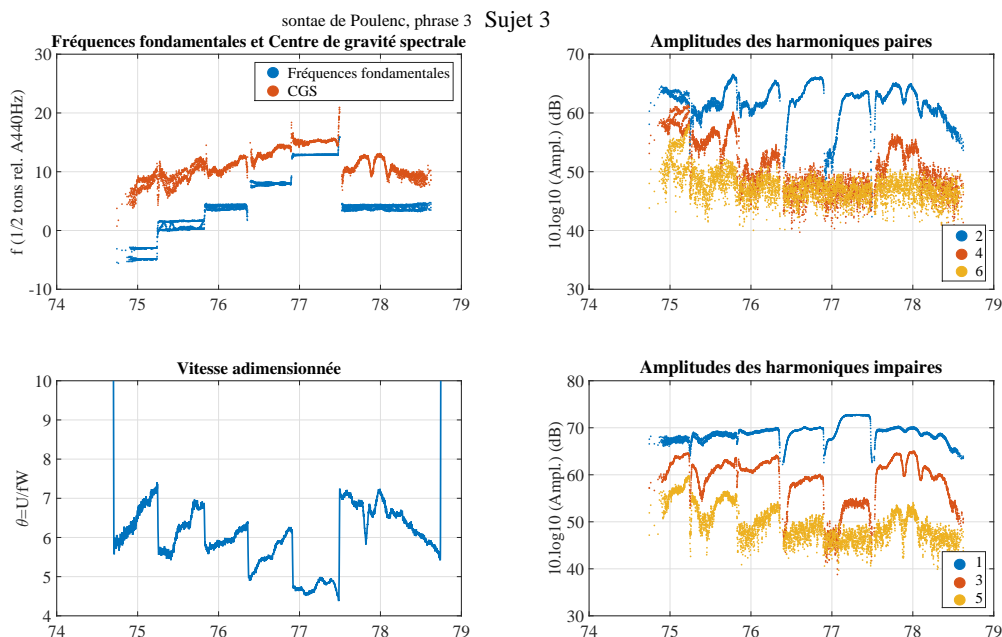 sontae de Poulenc, phrase 3 Sujet 3
Fréquences fondamentales et Centre de gravité spectrale
f (1/2 tons rel. A440Hz)
30
20
10
0
-10
74 75 76 77 78 79
Fréquences fondamentales
CGS
Amplitudes des harmoniques paires
10.log10 (Ampl.) (dB)
70
60
50
40
30
74 75 76 77 78 79
2
4
6
Vitesse adimensionnée
θ=U/fW
10
9
8
7
6
5
4
74 75 76 77 78 79
Amplitudes des harmoniques impaires
10.log10 (Ampl.) (dB)
80
70
60
50
40
30
74 75 76 77 78 79
1
3
5